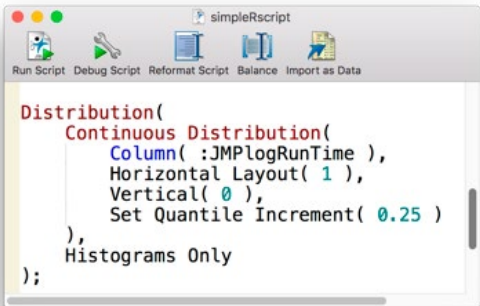 simpleRscript
Run Script Debug Script Reformat Script Balance Import as Data
Distribution(
    Continuous Distribution(
        Column( :JMPlogRunTime ),
        Horizontal Layout( 1 ),
        Vertical( 0 ),
        Set Quantile Increment( 0.25 )
    ),
    Histograms Only
);